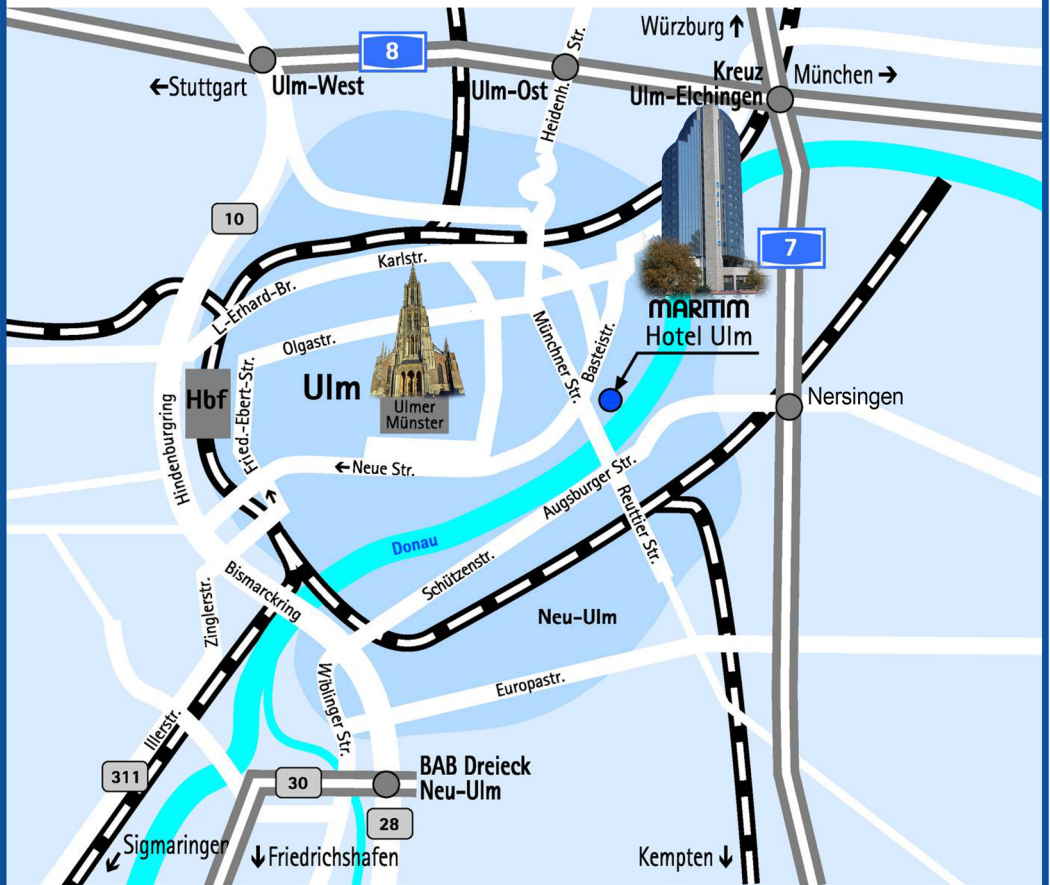 Würzburg ↑
8
Heidenh. Str.
←Stuttgart
Ulm-West
Ulm-Ost
Kreuz
Ulm-Elchingen
München →
10
7
Karlstr.
L.-Erhard-Br.
Olgastr.
Münchner Str.
Basteistr.
MARITIM
Hotel Ulm
Hbf
Fried.-Ebert-Str.
Ulm
Ulmer
Münster
Nersingen
Hindenburgring
←Neue Str.
Augsburger Str.
Reuttier Str.
Donau
Schützenstr.
Bismarckring
Zinglerstr.
Neu-Ulm
Wiblinger Str.
Europastr.
Illerstr.
311
30
BAB Dreieck
Neu-Ulm
28
Sigmaringen
↓Friedrichshafen
Kempten ↓